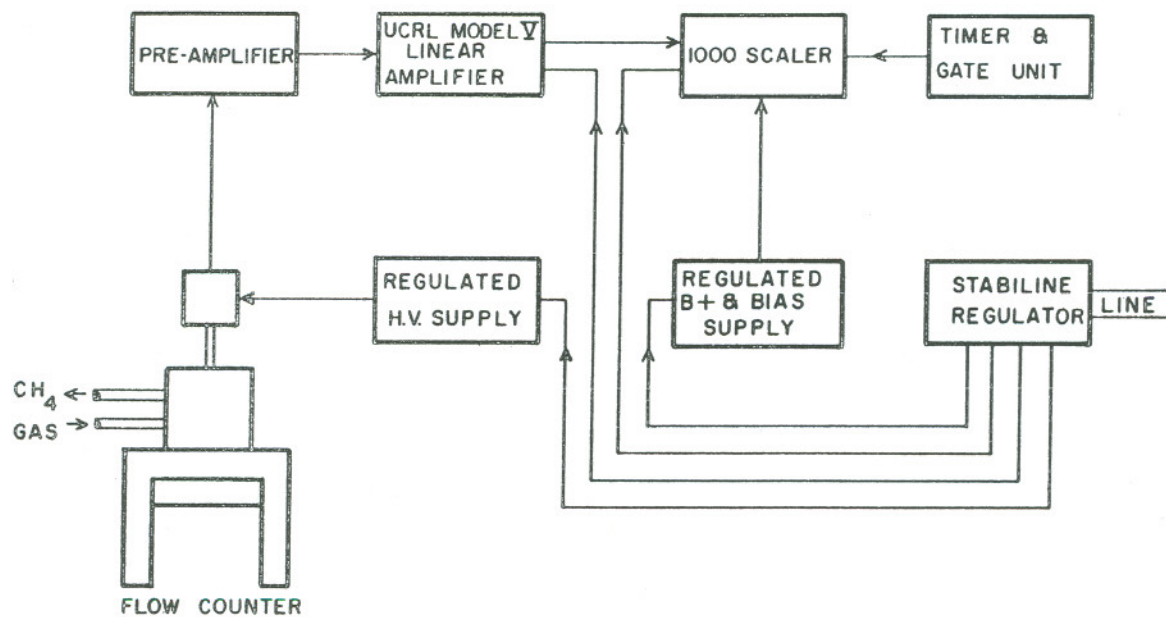 PRE-AMPLIFIER
UCRL MODEL V
LINEAR
AMPLIFIER
1000 SCALER
TIMER &
GATE UNIT
REGULATED
H.V. SUPPLY
REGULATED
B+ & BIAS
SUPPLY
STABILINE
REGULATOR
LINE
CH4
GAS
FLOW COUNTER